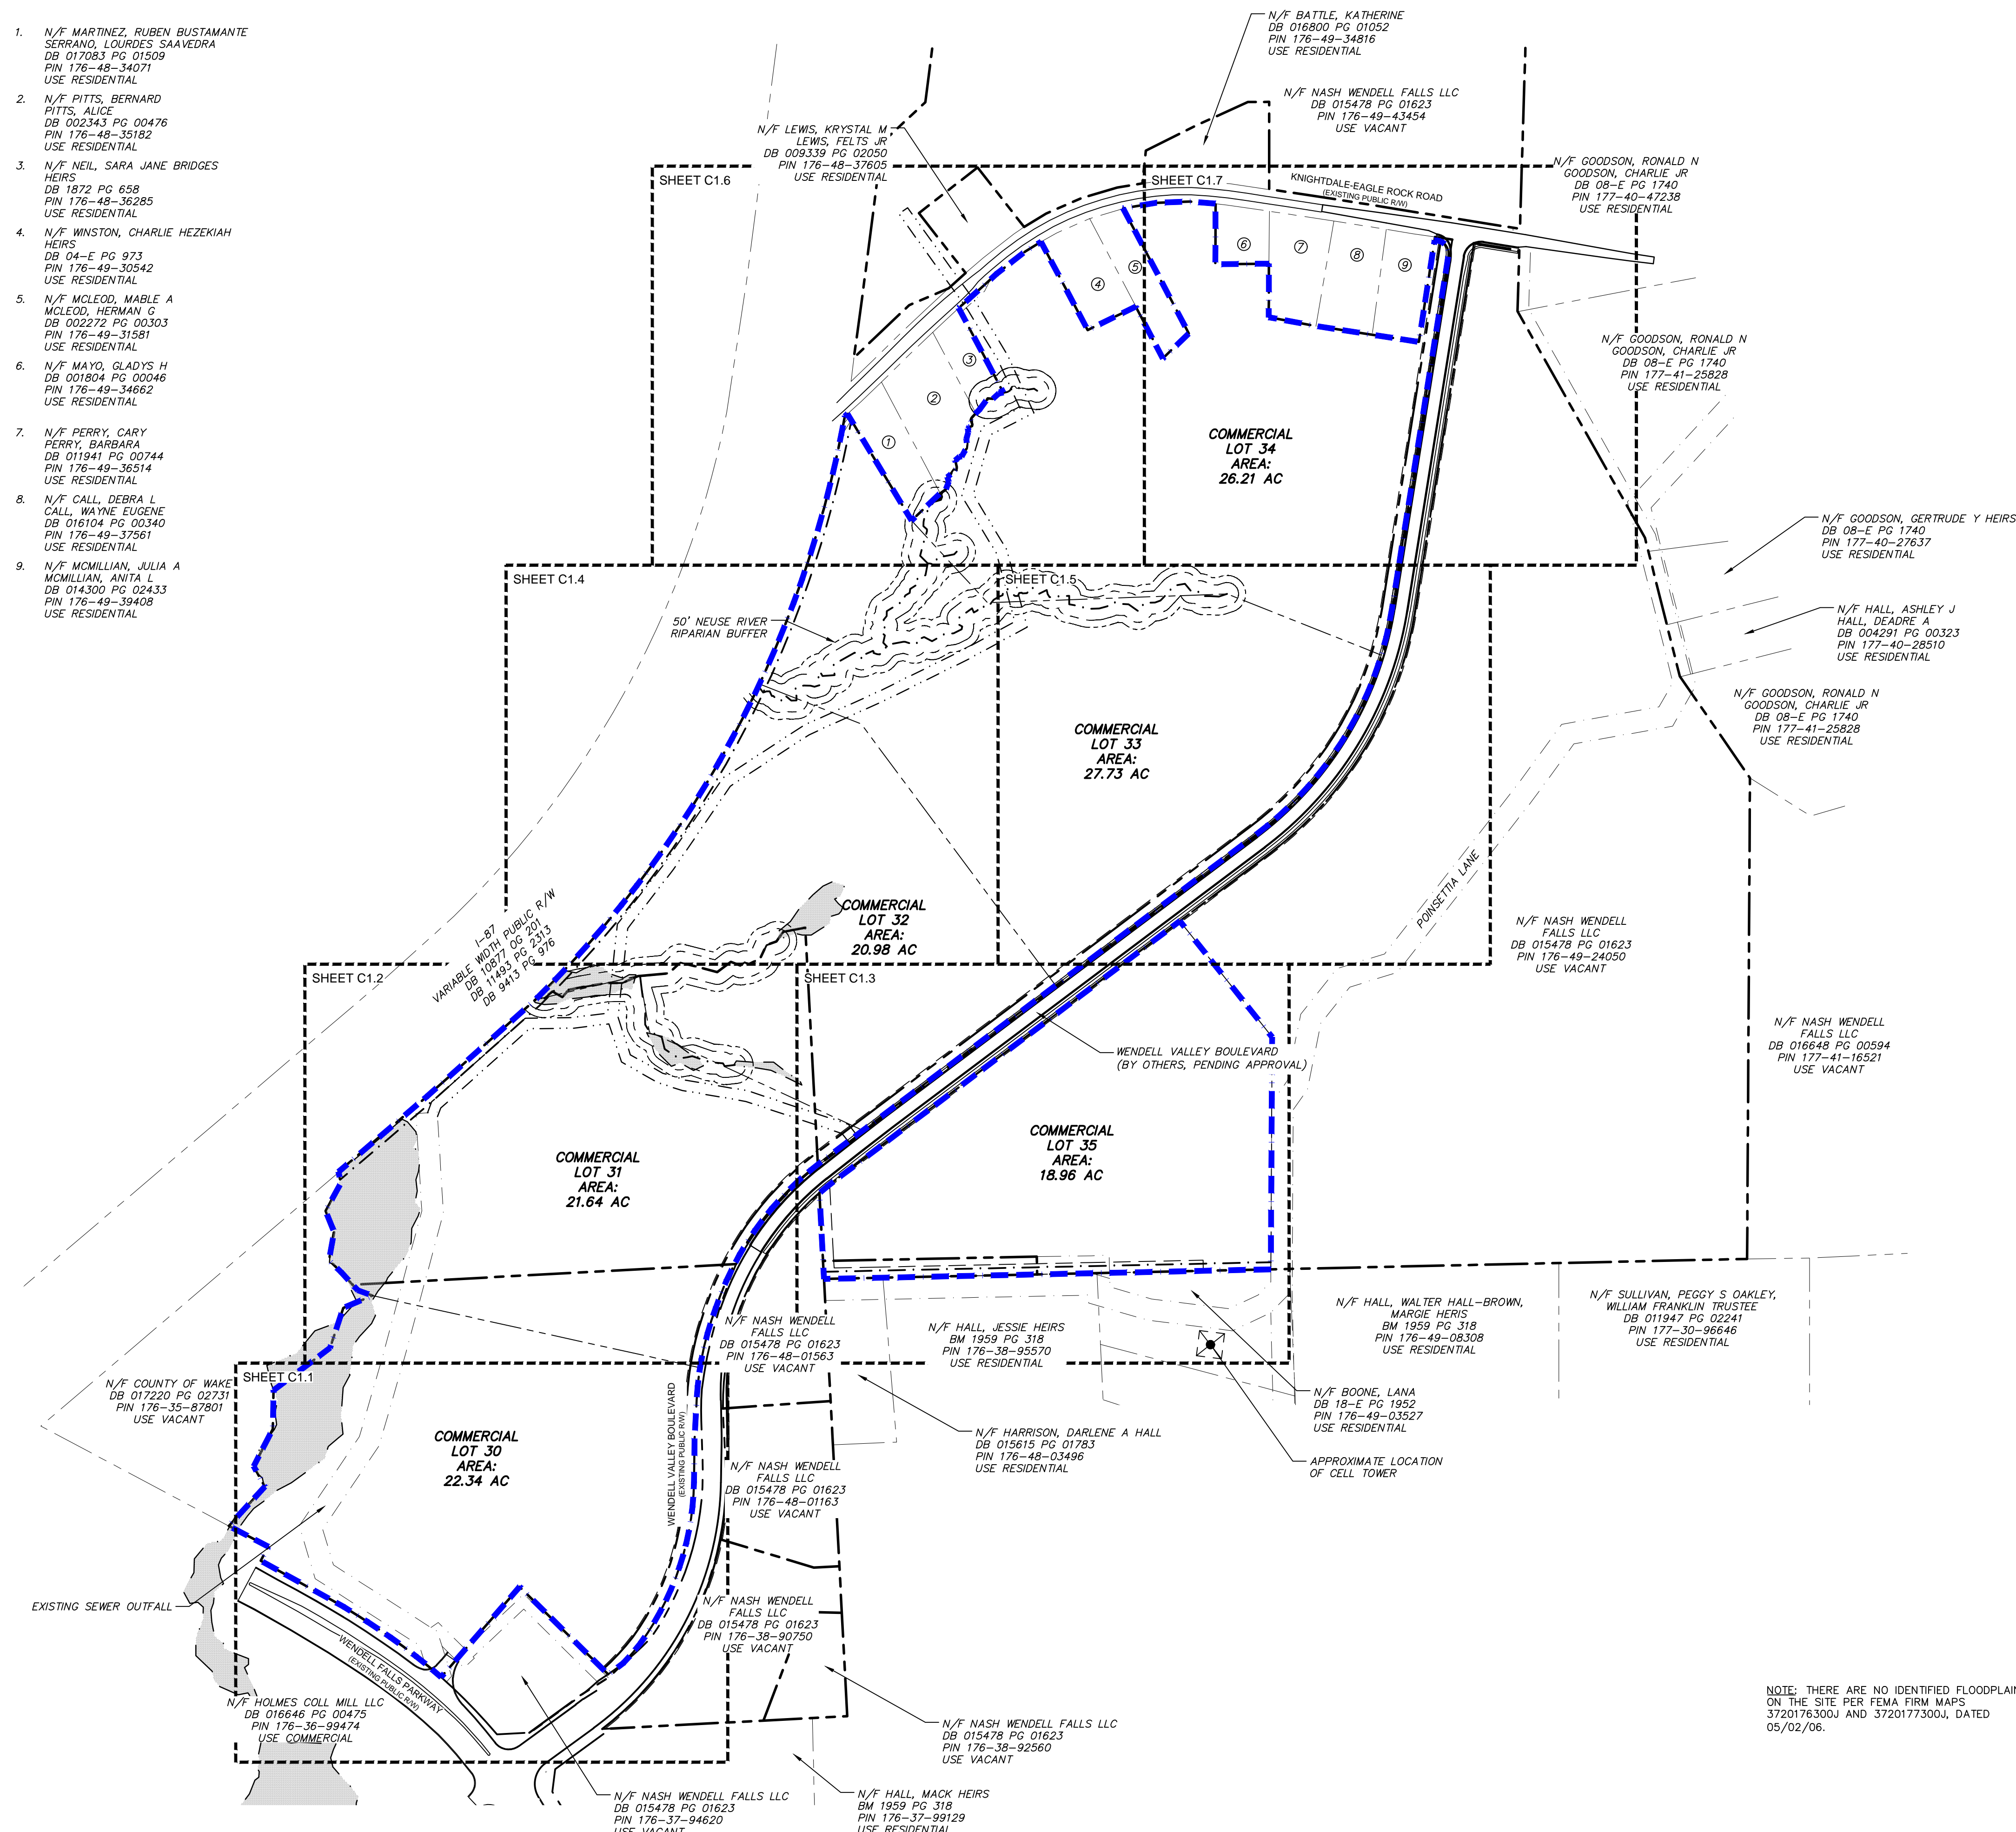 1. N/F MARTINEZ, RUBEN BUSTAMANTE
SERRANO, LOURDES SAAVEDRA
DB 017083 PG 01509
PIN 176-48-34071
USE RESIDENTIAL
2. N/F PITTS, BERNARD
PITTS, ALICE
DB 002343 PG 00476
PIN 176-48-35182
USE RESIDENTIAL
3. N/F NEIL, SARA JANE BRIDGES
HEIRS
DB 1872 PG 658
PIN 176-48-36285
USE RESIDENTIAL
4. N/F WINSTON, CHARLIE HEZEKIAH
HEIRS
DB 04-E PG 973
PIN 176-49-30542
USE RESIDENTIAL
5. N/F MCLEOD, MABLE A
MCLEOD, HERMAN G
DB 002272 PG 00303
PIN 176-49-31581
USE RESIDENTIAL
6. N/F MAYO, GLADYS H
DB 001804 PG 00046
PIN 176-49-34662
USE RESIDENTIAL
7. N/F PERRY, CARY
PERRY, BARBARA
DB 011941 PG 00744
PIN 176-49-36514
USE RESIDENTIAL
8. N/F CALL, DEBRA L
CALL, WAYNE EUGENE
DB 016104 PG 00340
PIN 176-49-37561
USE RESIDENTIAL
9. N/F MCMILLIAN, JULIA A
MCMILLIAN, ANITA L
DB 014300 PG 02433
PIN 176-49-39408
USE RESIDENTIAL
N/F BATTLE, KATHERINE
DB 016800 PG 01052
PIN 176-49-34816
USE RESIDENTIAL
N/F NASH WENDELL FALLS LLC
DB 015478 PG 01623
PIN 176-49-43454
USE VACANT
N/F LEWIS, KRYSTAL M
LEWIS, FELTS JR
DB 009339 PG 02050
PIN 176-48-37605
USE RESIDENTIAL
N/F GOODSON, RONALD N
GOODSON, CHARLIE JR
DB 08-E PG 1740
PIN 177-40-47238
USE RESIDENTIAL
SHEET C1.6
SHEET C1.7
KNIGHTDALE-EAGLE ROCK ROAD
(EXISTING PUBLIC R/W)
1
2
3
4
5
6
7
8
9
N/F GOODSON, RONALD N
GOODSON, CHARLIE JR
DB 08-E PG 1740
PIN 177-41-25828
USE RESIDENTIAL
COMMERCIAL
LOT 34
AREA:
26.21 AC
N/F GOODSON, GERTRUDE Y HEIRS
DB 08-E PG 1740
PIN 177-40-27637
USE RESIDENTIAL
SHEET C1.4
SHEET C1.5
50' NEUSE RIVER
RIPARIAN BUFFER
N/F HALL, ASHLEY J
HALL, DEADRE A
DB 004291 PG 00323
PIN 177-40-28510
USE RESIDENTIAL
N/F GOODSON, RONALD N
GOODSON, CHARLIE JR
DB 08-E PG 1740
PIN 177-41-25828
USE RESIDENTIAL
COMMERCIAL
LOT 33
AREA:
27.73 AC
POINSETTIA LANE
COMMERCIAL
LOT 32
AREA:
20.98 AC
I-87
VARIABLE WIDTH PUBLIC R/W
DB 10877 OG 201
DB 11493 PG 2313
DB 9413 PG 976
N/F NASH WENDELL
FALLS LLC
DB 015478 PG 01623
PIN 176-49-24050
USE VACANT
SHEET C1.2
SHEET C1.3
N/F NASH WENDELL
FALLS LLC
DB 016648 PG 00594
PIN 177-41-16521
USE VACANT
WENDELL VALLEY BOULEVARD
(BY OTHERS, PENDING APPROVAL)
COMMERCIAL
LOT 35
AREA:
18.96 AC
COMMERCIAL
LOT 31
AREA:
21.64 AC
N/F NASH WENDELL
FALLS LLC
DB 015478 PG 01623
PIN 176-48-01563
USE VACANT
N/F HALL, JESSIE HEIRS
BM 1959 PG 318
PIN 176-38-95570
USE RESIDENTIAL
N/F HALL, WALTER HALL-BROWN,
MARGIE HERIS
BM 1959 PG 318
PIN 176-49-08308
USE RESIDENTIAL
N/F SULLIVAN, PEGGY S OAKLEY,
WILLIAM FRANKLIN TRUSTEE
DB 011947 PG 02241
PIN 177-30-96646
USE RESIDENTIAL
N/F COUNTY OF WAKE
DB 017220 PG 02731
PIN 176-35-87801
USE VACANT
SHEET C1.1
WENDELL VALLEY BOULEVARD
(EXISTING PUBLIC R/W)
N/F BOONE, LANA
DB 18-E PG 1952
PIN 176-49-03527
USE RESIDENTIAL
N/F HARRISON, DARLENE A HALL
DB 015615 PG 01783
PIN 176-48-03496
USE RESIDENTIAL
APPROXIMATE LOCATION
OF CELL TOWER
COMMERCIAL
LOT 30
AREA:
22.34 AC
N/F NASH WENDELL
FALLS LLC
DB 015478 PG 01623
PIN 176-48-01163
USE VACANT
EXISTING SEWER OUTFALL
N/F NASH WENDELL
FALLS LLC
DB 015478 PG 01623
PIN 176-38-90750
USE VACANT
WENDELL FALLS PARKWAY
(EXISTING PUBLIC R/W)
N/F HOLMES COLL MILL LLC
DB 016646 PG 00475
PIN 176-36-99474
USE COMMERCIAL
N/F NASH WENDELL FALLS LLC
DB 015478 PG 01623
PIN 176-38-92560
USE VACANT
N/F NASH WENDELL FALLS LLC
DB 015478 PG 01623
PIN 176-37-94620
USE VACANT
N/F HALL, MACK HEIRS
BM 1959 PG 318
PIN 176-37-99129
USE RESIDENTIAL
NOTE: THERE ARE NO IDENTIFIED FLOODPLAIN
ON THE SITE PER FEMA FIRM MAPS
3720176300J AND 3720177300J, DATED
05/02/06.